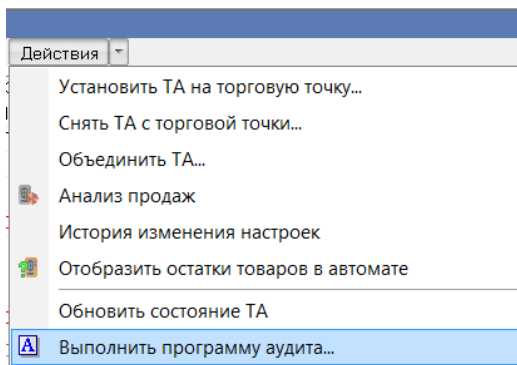 Действия
Установить ТА на торговую точку...
Снять ТА с торговой точки...
Объединить ТА...
Анализ продаж
История изменения настроек
Отобразить остатки товаров в автомате
Обновить состояние ТА
A Выполнить программу аудита...